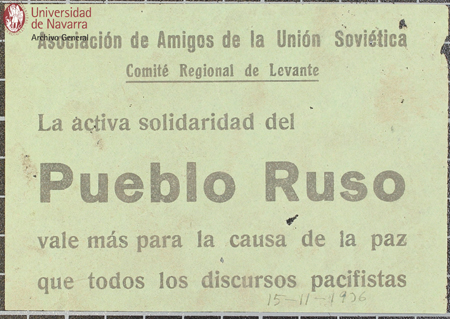 Universidad
de Navarra
Archivo General
Asociación de Amigos de la Unión Soviética
Comité Regional de Levante
La activa solidaridad del
Pueblo Ruso
vale más para la causa de la paz
que todos los discursos pacifistas
15-11-1936